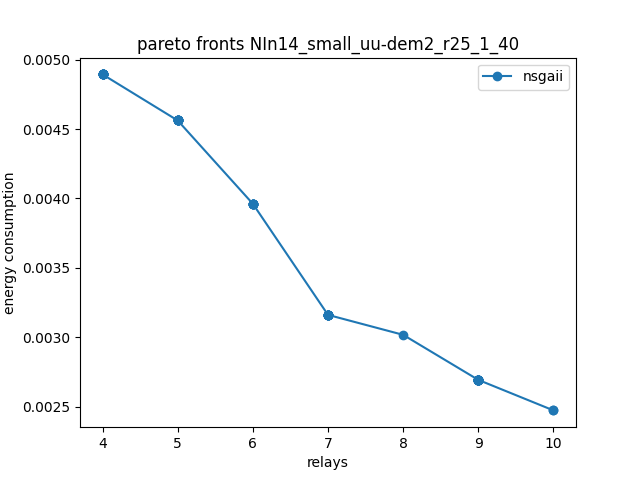 pareto fronts NIn14_small_uu-dem2_r25_1_40
nsgaii
0.0050
0.0045
0.0040
0.0035
0.0030
0.0025
energy consumption
4 5 6 7 8 9 10
relays